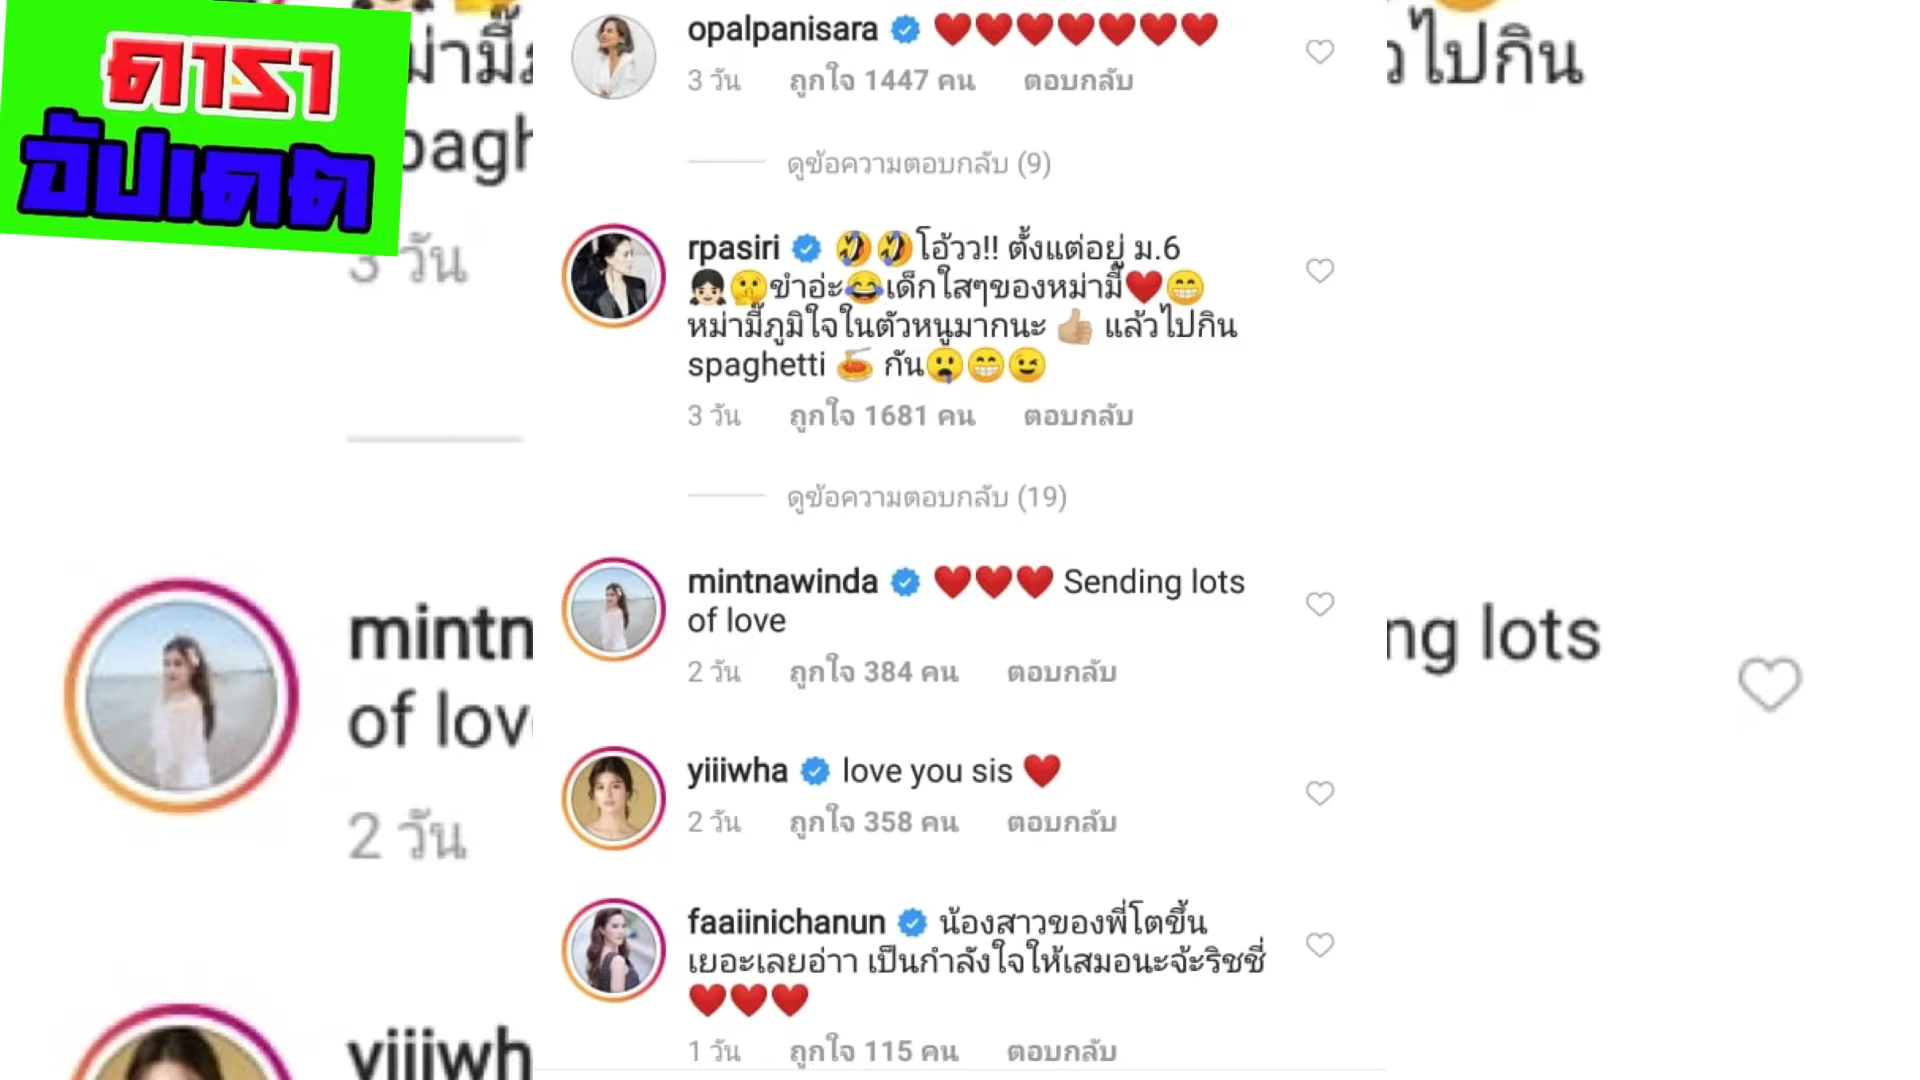 ดารา
อัปเดต
opalpanisara ❤️❤️❤️❤️❤️❤️❤️
3 วัน ถูกใจ 1447 คน ตอบกลับ
ดูข้อความตอบกลับ (9)
rpasiri 🤣🤣โอ้วว!! ตั้งแต่อยู่ ม.6
👧🏻🤫ขำอ่ะ😂เด็กใสๆของหม่ามี๊❤️😁
หม่ามี๊ภูมิใจในตัวหนูมากนะ 👍🏼 แล้วไปกิน
spaghetti 🍝 กัน🤤😁😉
3 วัน ถูกใจ 1681 คน ตอบกลับ
ดูข้อความตอบกลับ (19)
mintnawinda ❤️❤️❤️ Sending lots
of love
2 วัน ถูกใจ 384 คน ตอบกลับ
yiiiwha love you sis ❤️
2 วัน ถูกใจ 358 คน ตอบกลับ
faaiinichanun น้องสาวของพี่โตขึ้น
เยอะเลยอ่าา เป็นกำลังใจให้เสมอนะจ้ะริชชี่
❤️❤️❤️
1 วัน ถูกใจ 115 คน ตอบกลับ
3 วัน
mintn
of lov
2 วัน
yiiiwh
วไปกิน
ng lots